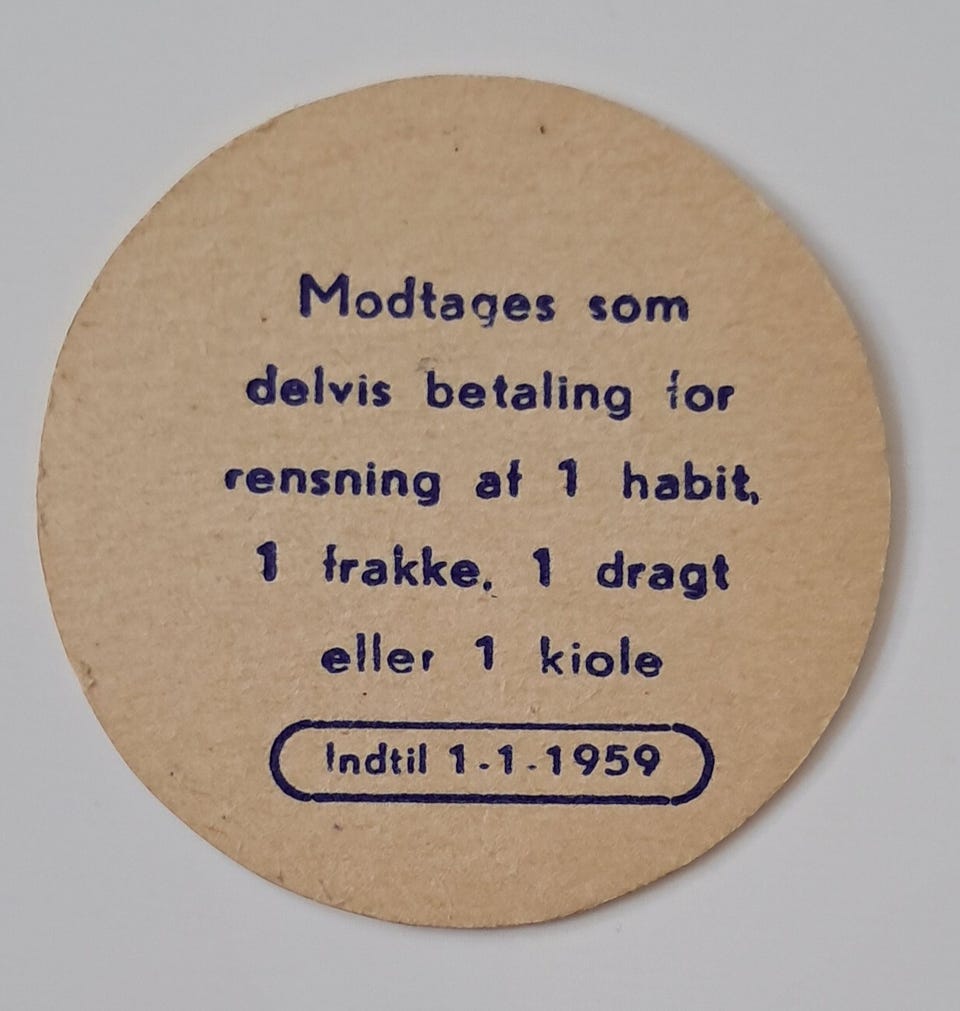 Modtages som
delvis betaling for
rensning af 1 habit,
1 frakke, 1 dragt
eller 1 kjole
Indtil 1-1-1959